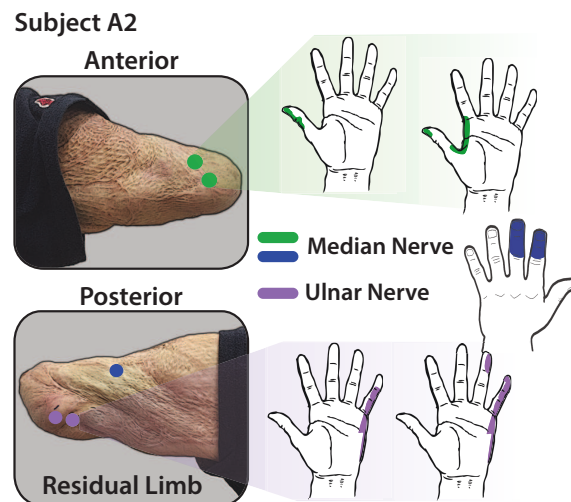 Subject A2
Anterior
Median Nerve
Posterior
Ulnar Nerve
Residual Limb